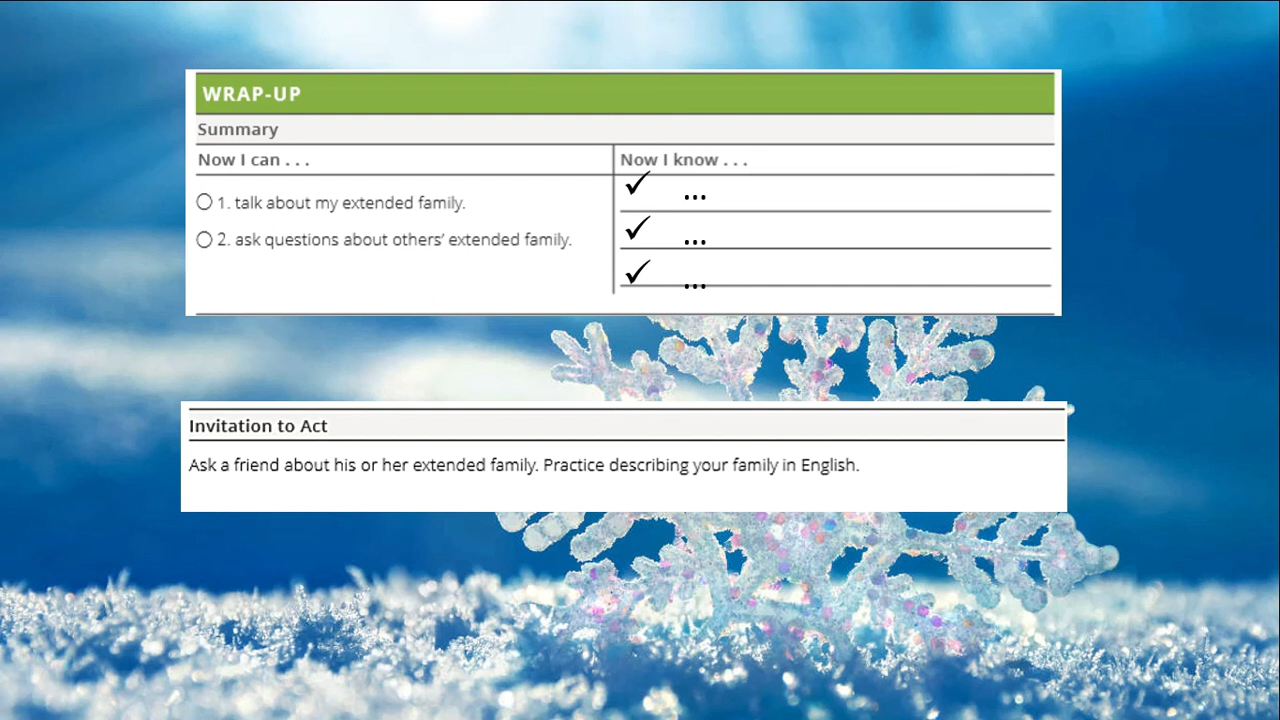 WRAP-UP
Summary
Now I can . . .
Now I know . . .
1. talk about my extended family.
2. ask questions about others’ extended family.
✓ ...
✓ ...
✓ ...
Invitation to Act
Ask a friend about his or her extended family. Practice describing your family in English.